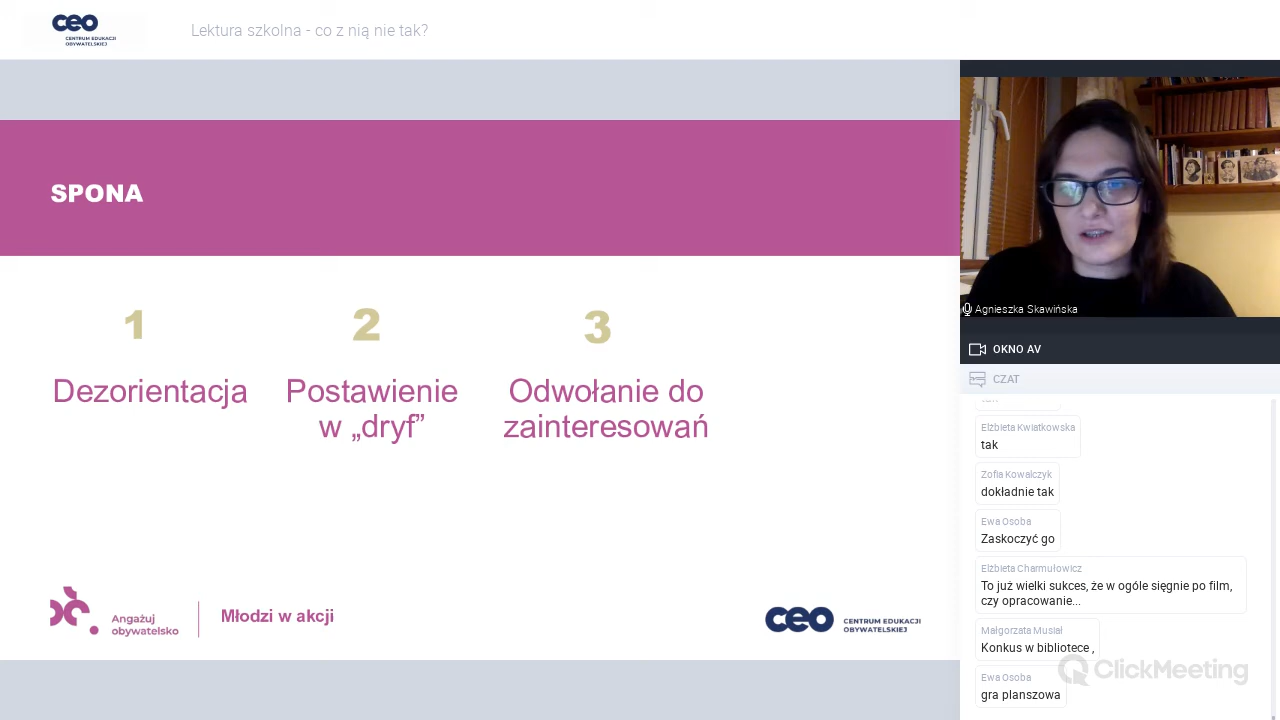 ceo
CENTRUM EDUKACJI
OBYWATELSKIEJ
Lektura szkolna - co z nią nie tak?
SPONA
1
Dezorientacja
2
Postawienie
w „dryf”
3
Odwołanie do
zainteresowań
Angażuj
obywatelsko
Młodzi w akcji
ceo
CENTRUM EDUKACJI
OBYWATELSKIEJ
Agnieszka Skawińska
OKNO AV
CZAT
Elżbieta Kwiatkowska
tak
Zofia Kowalczyk
dokładnie tak
Ewa Osoba
Zaskoczyć go
Elżbieta Charmułowicz
To już wielki sukces, że w ogóle sięgnie po film,
czy opracowanie...
Małgorzata Musiał
Konkus w bibliotece ,
Ewa Osoba
gra planszowa
ClickMeeting